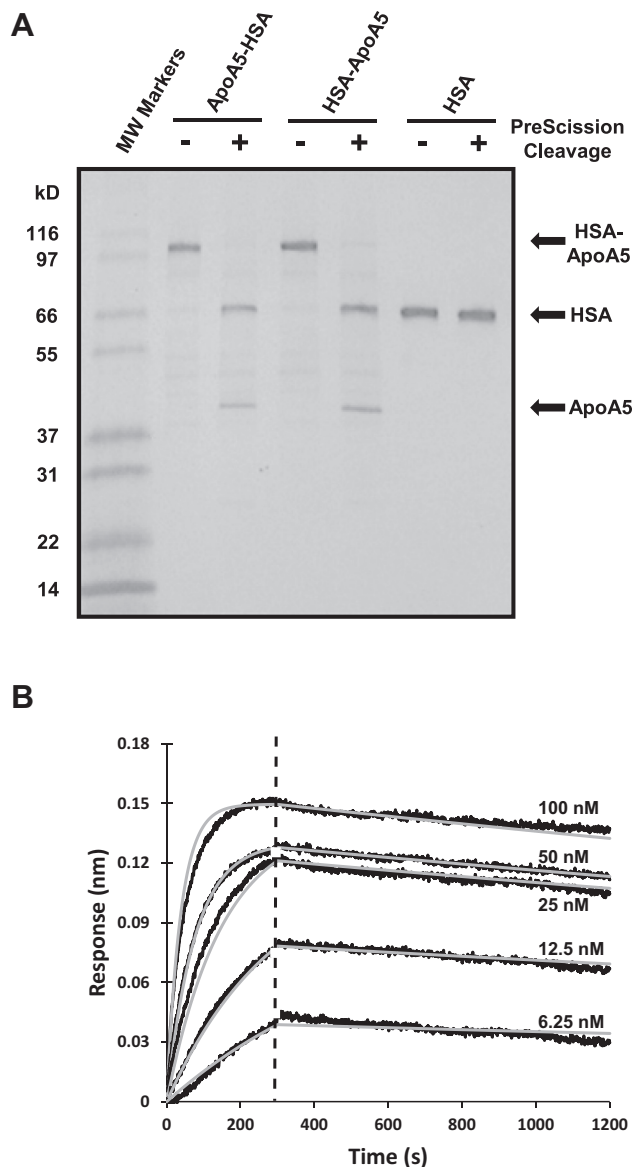 A
MW Markers
ApoA5-HSA
HSA-ApoA5
HSA
- + - + - +
PreScission
Cleavage
kD
116
97
66
55
37
31
22
14
HSA-
ApoA5
HSA
ApoA5
B
Response (nm)
0.18
0.15
0.12
0.09
0.06
0.03
0
100 nM
50 nM
25 nM
12.5 nM
6.25 nM
0 200 400 600 800 1000 1200
Time (s)